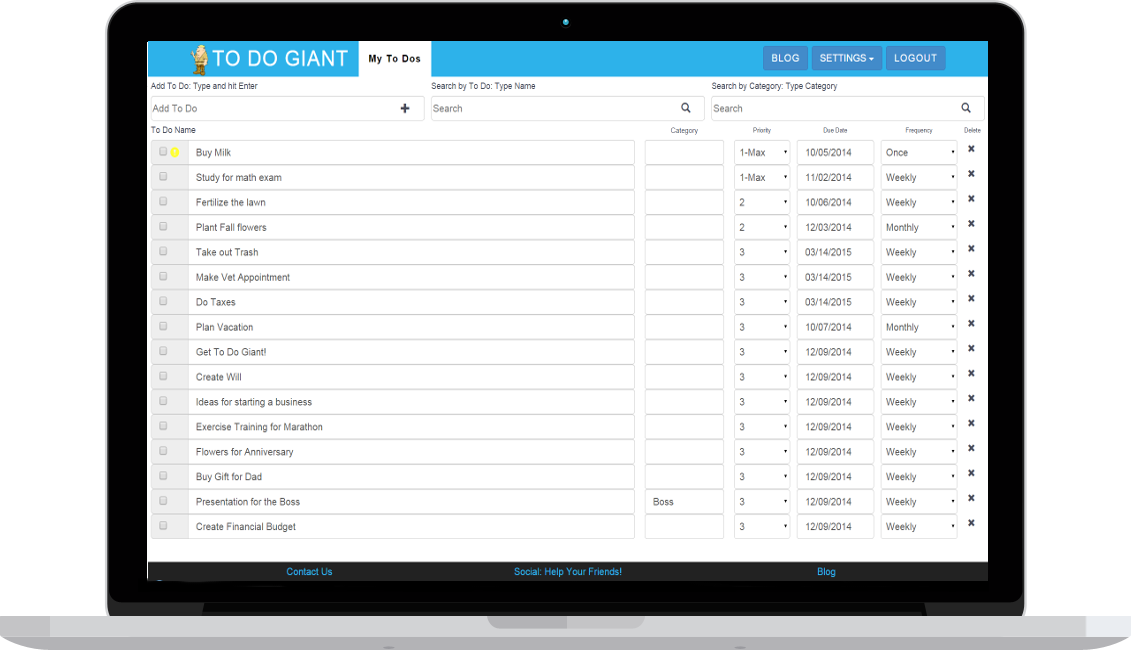 TO DO GIANT My To Dos BLOG SETTINGS LOGOUT
Add To Do: Type and hit Enter Search by To Do: Type Name Search by Category: Type Category
Add To Do Search Search
To Do Name Category Priority Due Date Frequency Delete
Buy Milk 1-Max 10/05/2014 Once
Study for math exam 1-Max 11/02/2014 Weekly
Fertilize the lawn 2 10/06/2014 Weekly
Plant Fall flowers 2 12/03/2014 Monthly
Take out Trash 3 03/14/2015 Weekly
Make Vet Appointment 3 03/14/2015 Weekly
Do Taxes 3 03/14/2015 Weekly
Plan Vacation 3 10/07/2014 Monthly
Get To Do Giant! 3 12/09/2014 Weekly
Create Will 3 12/09/2014 Weekly
Ideas for starting a business 3 12/09/2014 Weekly
Exercise Training for Marathon 3 12/09/2014 Weekly
Flowers for Anniversary 3 12/09/2014 Weekly
Buy Gift for Dad 3 12/09/2014 Weekly
Presentation for the Boss Boss 3 12/09/2014 Weekly
Create Financial Budget 3 12/09/2014 Weekly
Contact Us Social: Help Your Friends! Blog